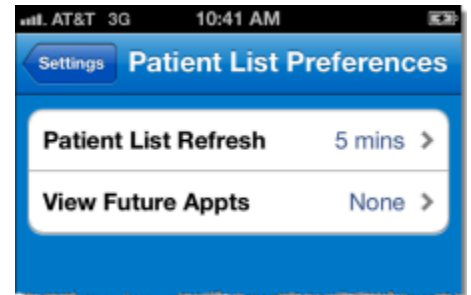 AT&T 3G 10:41 AM
Settings Patient List Preferences
Patient List Refresh 5 mins
View Future Appts None